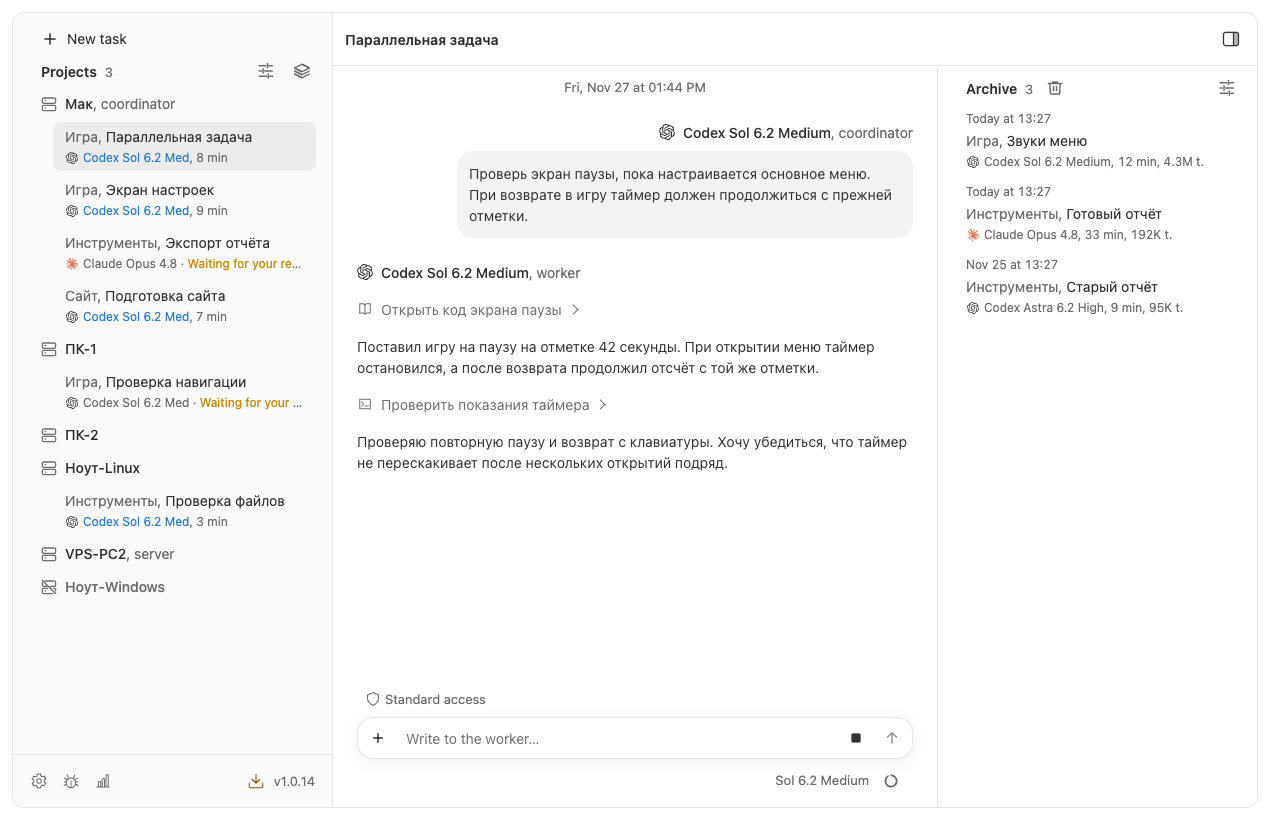 New task
Projects 3
Мак, coordinator
Игра, Параллельная задача
Codex Sol 6.2 Med, 8 min
Игра, Экран настроек
Codex Sol 6.2 Med, 9 min
Инструменты, Экспорт отчёта
Claude Opus 4.8 · Waiting for your re...
Сайт, Подготовка сайта
Codex Sol 6.2 Med, 7 min
ПК-1
Игра, Проверка навигации
Codex Sol 6.2 Med · Waiting for your ...
ПК-2
Ноут-Linux
Инструменты, Проверка файлов
Codex Sol 6.2 Med, 3 min
VPS-PC2, server
Ноут-Windows
v1.0.14
Параллельная задача
Fri, Nov 27 at 01:44 PM
Codex Sol 6.2 Medium, coordinator
Проверь экран паузы, пока настраивается основное меню.
При возврате в игру таймер должен продолжиться с прежней
отметки.
Codex Sol 6.2 Medium, worker
Открыть код экрана паузы
Поставил игру на паузу на отметке 42 секунды. При открытии меню таймер
остановился, а после возврата продолжил отсчёт с той же отметки.
Проверить показания таймера
Проверяю повторную паузу и возврат с клавиатуры. Хочу убедиться, что таймер
не перескакивает после нескольких открытий подряд.
Standard access
Write to the worker...
Sol 6.2 Medium
Archive 3
Today at 13:27
Игра, Звуки меню
Codex Sol 6.2 Medium, 12 min, 4.3M t.
Today at 13:27
Инструменты, Готовый отчёт
Claude Opus 4.8, 33 min, 192K t.
Nov 25 at 13:27
Инструменты, Старый отчёт
Codex Astra 6.2 High, 9 min, 95K t.